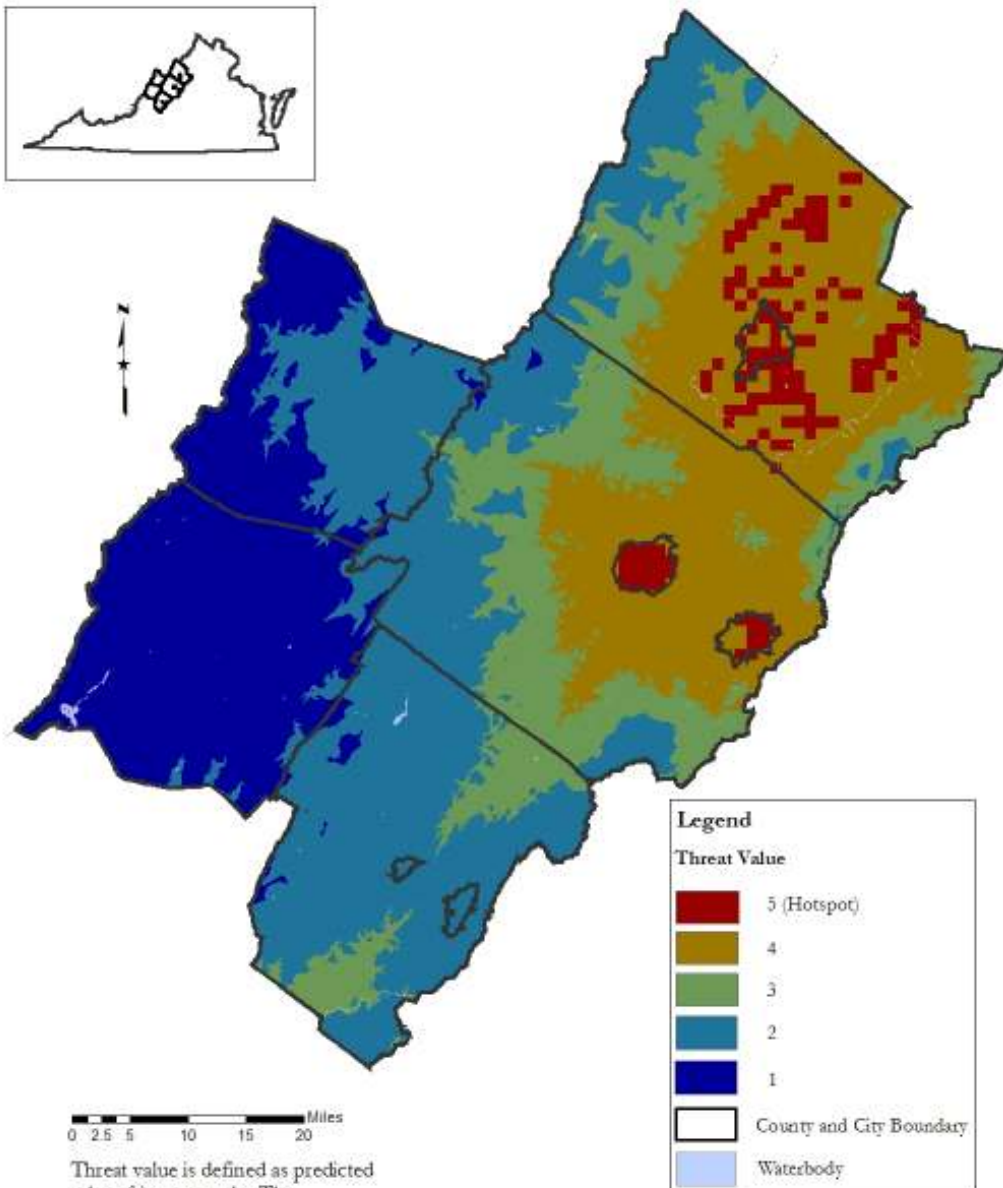 N
Legend
Threat Value
5 (Hotspot)
4
3
2
1
County and City Boundary
Waterbody
Miles
0 2.5 5 10 15 20
Threat value is defined as predicted